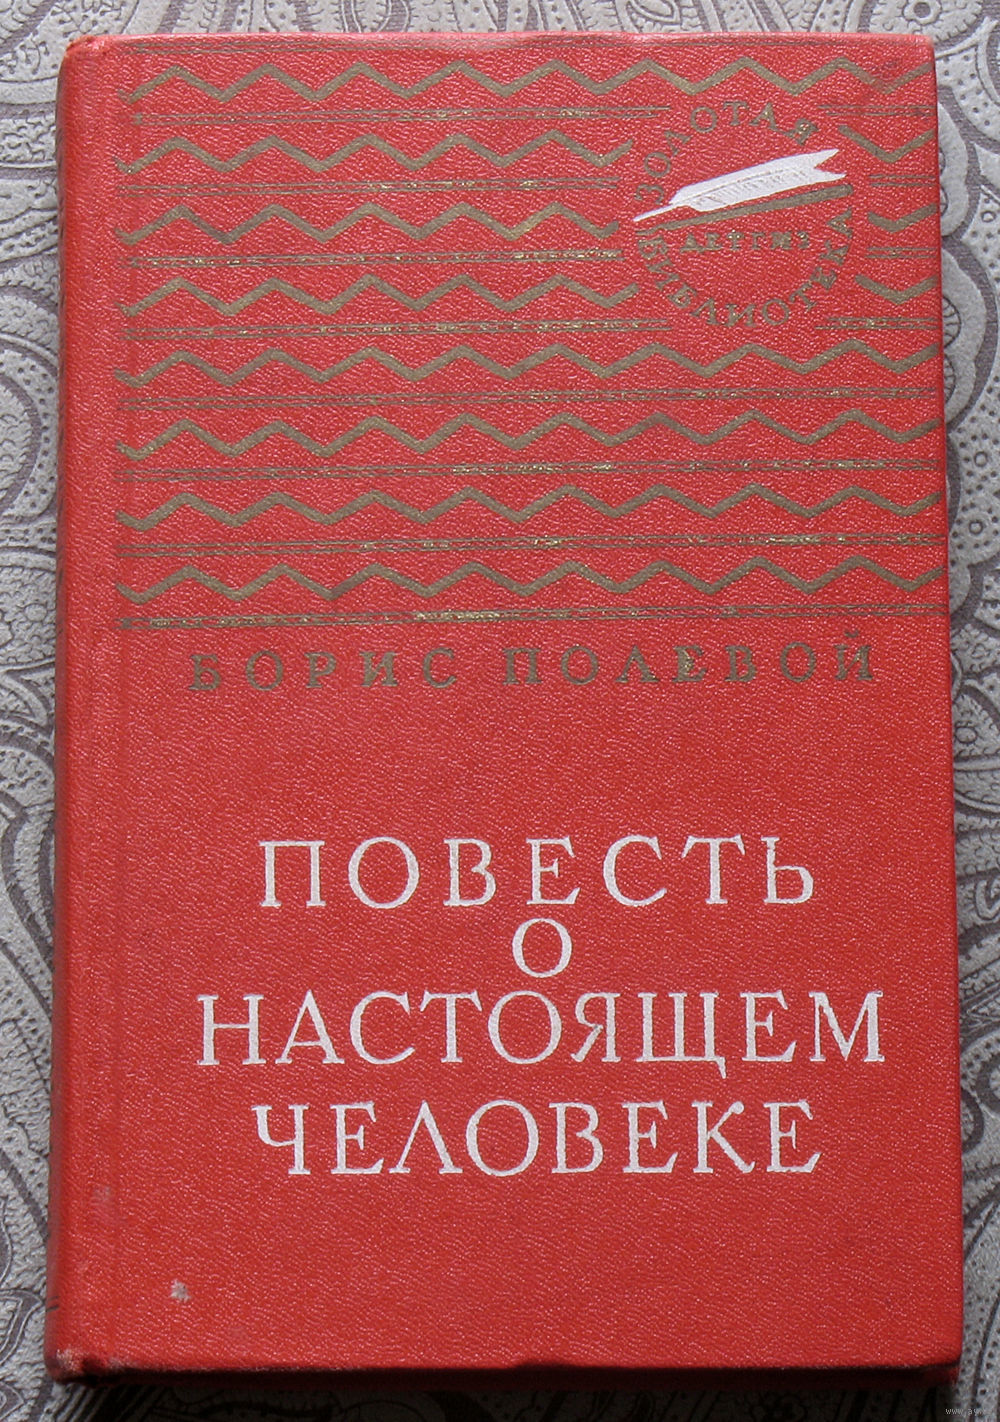 ЗОЛОТАЯ
БИБЛИОТЕКА
ДЕТГИЗ
БОРИС ПОЛЕВОЙ
ПОВЕСТЬ
О
НАСТОЯЩЕМ
ЧЕЛОВЕКЕ